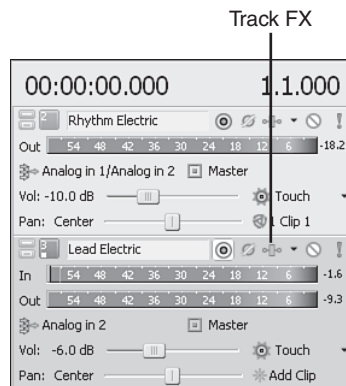 Track FX
00:00:00.000 1.1.000
2 Rhythm Electric
Out 54 48 42 36 30 24 18 12 6 -18.2
Analog in 1/Analog in 2 Master
Vol: -10.0 dB Touch
Pan: Center 1 Clip 1
3 Lead Electric
In 54 48 42 36 30 24 18 12 6 -1.6
Out 54 48 42 36 30 24 18 12 6 -9.3
Analog in 2 Master
Vol: -6.0 dB Touch
Pan: Center Add Clip